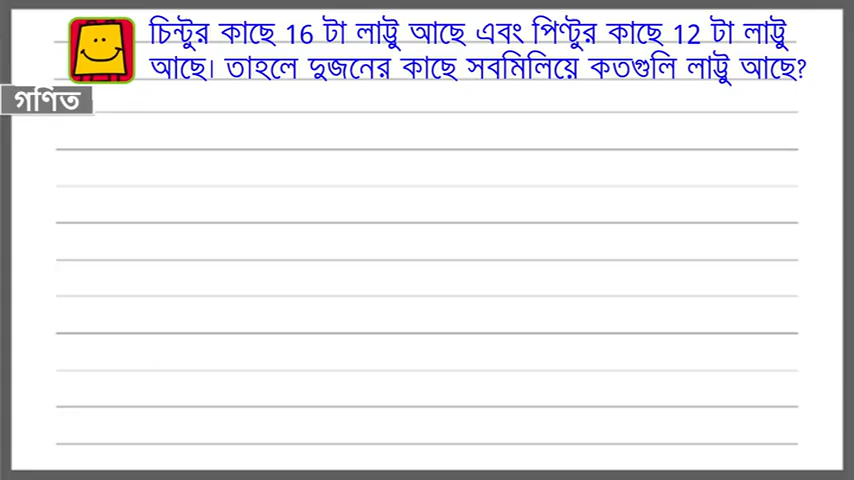 চিন্টুর কাছে 16 টা লাট্টু আছে এবং পিণ্টুর কাছে 12 টা লাট্টু
আছে। তাহলে দুজনের কাছে সবমিলিয়ে কতগুলি লাট্টু আছে?
গণিত